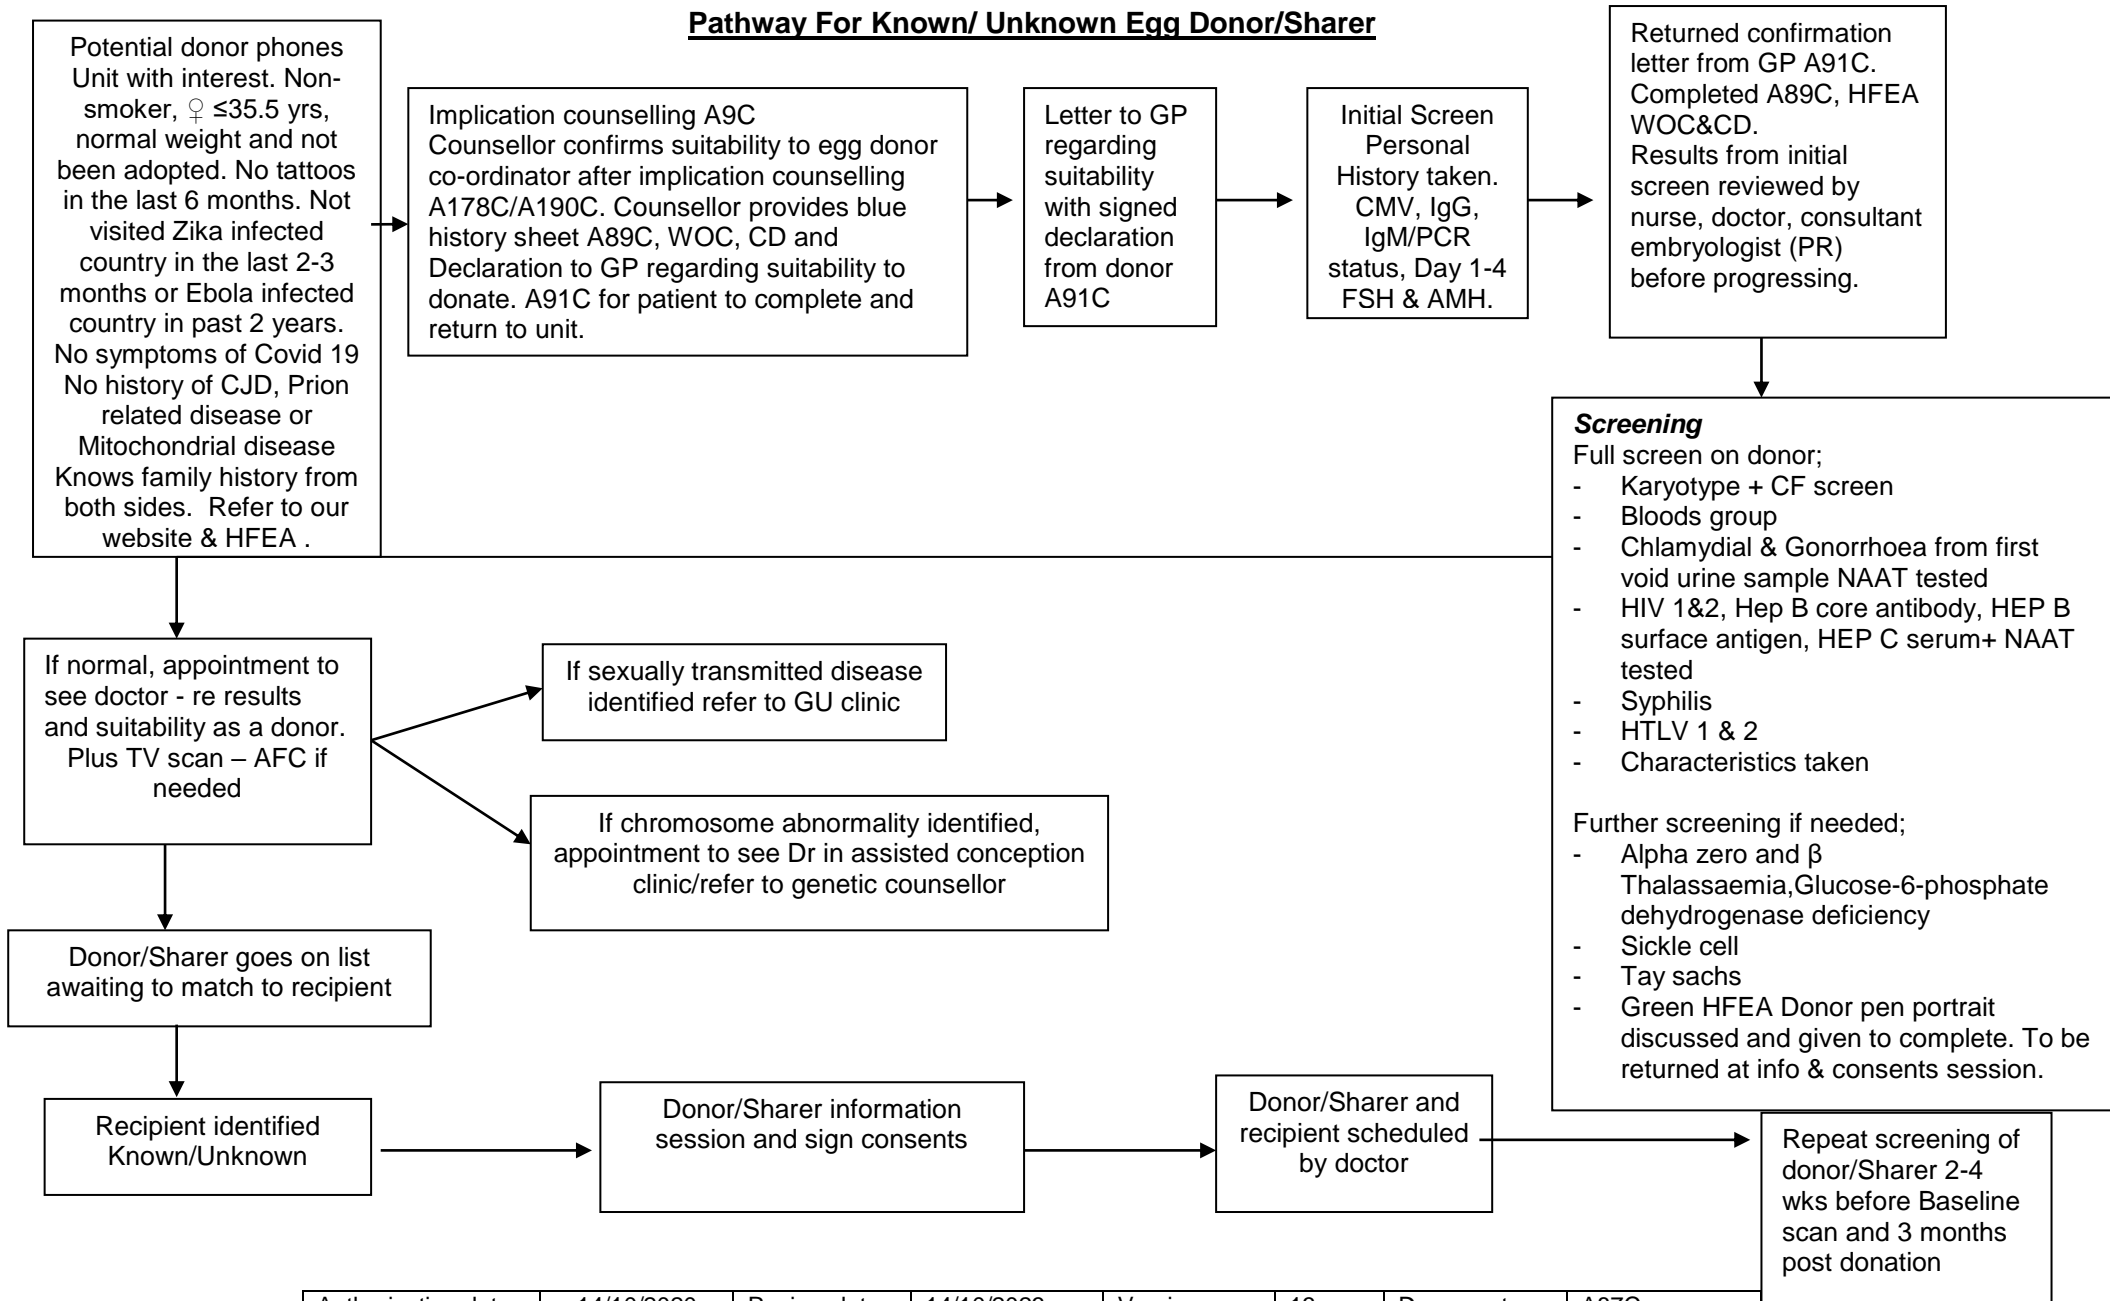 Pathway For Known/ Unknown Egg Donor/Sharer
Potential donor phones
Unit with interest. Non-
smoker, ♀ ≤35.5 yrs,
normal weight and not
been adopted. No tattoos
in the last 6 months. Not
visited Zika infected
country in the last 2-3
months or Ebola infected
country in past 2 years.
No symptoms of Covid 19
No history of CJD, Prion
related disease or
Mitochondrial disease
Knows family history from
both sides. Refer to our
website & HFEA .
Implication counselling A9C
Counsellor confirms suitability to egg donor
co-ordinator after implication counselling
A178C/A190C. Counsellor provides blue
history sheet A89C, WOC, CD and
Declaration to GP regarding suitability to
donate. A91C for patient to complete and
return to unit.
Letter to GP
regarding
suitability
with signed
declaration
from donor
A91C
Initial Screen
Personal
History taken.
CMV, IgG,
IgM/PCR
status, Day 1-4
FSH & AMH.
Returned confirmation
letter from GP A91C.
Completed A89C, HFEA
WOC&CD.
Results from initial
screen reviewed by
nurse, doctor, consultant
embryologist (PR)
before progressing.
Screening
Full screen on donor;
- Karyotype + CF screen
- Bloods group
- Chlamydial & Gonorrhoea from first
void urine sample NAAT tested
- HIV 1&2, Hep B core antibody, HEP B
surface antigen, HEP C serum+ NAAT
tested
- Syphilis
- HTLV 1 & 2
- Characteristics taken
Further screening if needed;
- Alpha zero and β
Thalassaemia,Glucose-6-phosphate
dehydrogenase deficiency
- Sickle cell
- Tay sachs
- Green HFEA Donor pen portrait
discussed and given to complete. To be
returned at info & consents session.
If normal, appointment to
see doctor - re results
and suitability as a donor.
Plus TV scan – AFC if
needed
If sexually transmitted disease
identified refer to GU clinic
If chromosome abnormality identified,
appointment to see Dr in assisted conception
clinic/refer to genetic counsellor
Donor/Sharer goes on list
awaiting to match to recipient
Recipient identified
Known/Unknown
Donor/Sharer information
session and sign consents
Donor/Sharer and
recipient scheduled
by doctor
Repeat screening of
donor/Sharer 2-4
wks before Baseline
scan and 3 months
post donation